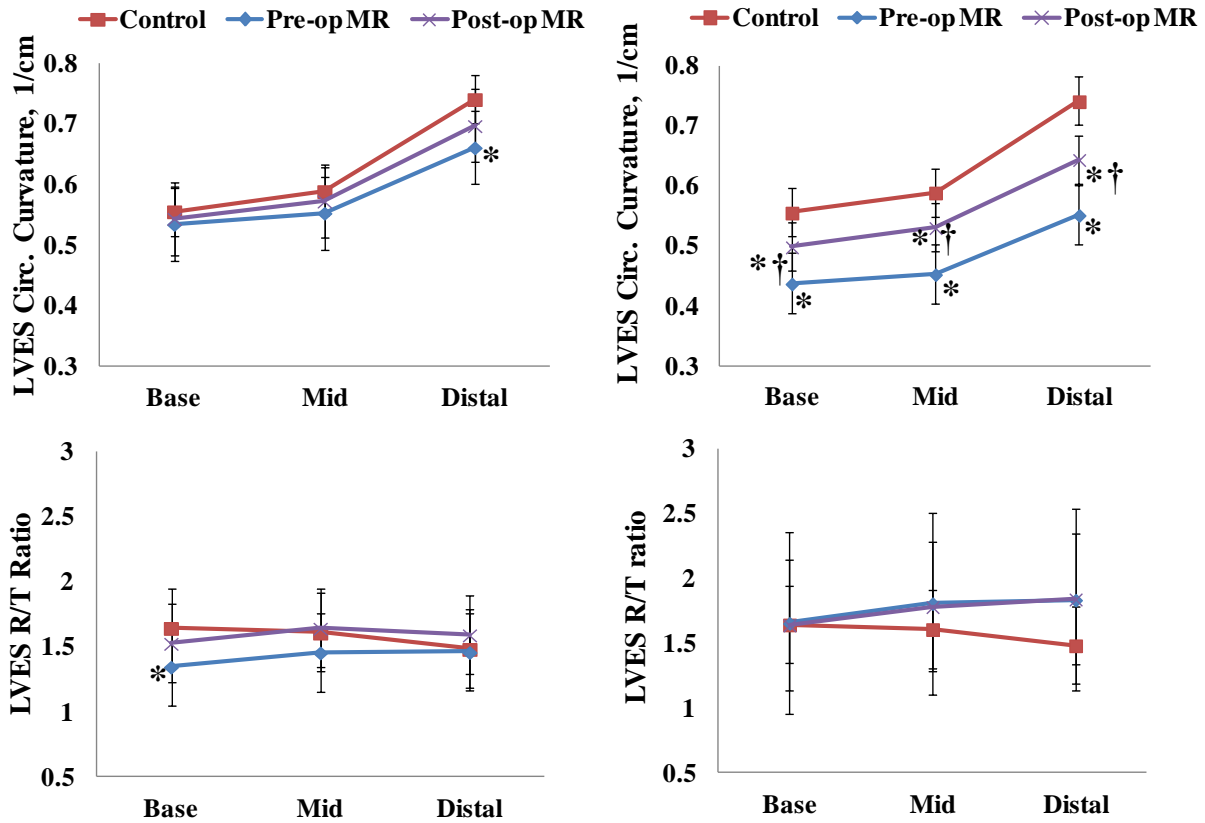 Control Pre-op MR Post-op MR
LVES Circ. Curvature, 1/cm
0.8
0.7
0.6
0.5
0.4
0.3
*
Base Mid Distal
Control Pre-op MR Post-op MR
LVES Circ. Curvature, 1/cm
0.8
0.7
0.6
0.5
0.4
0.3
*† *† *†
* * *
Base Mid Distal
LVES R/T Ratio
3
2.5
2
1.5
1
0.5
*
Base Mid Distal
LVES R/T ratio
3
2.5
2
1.5
1
0.5
Base Mid Distal